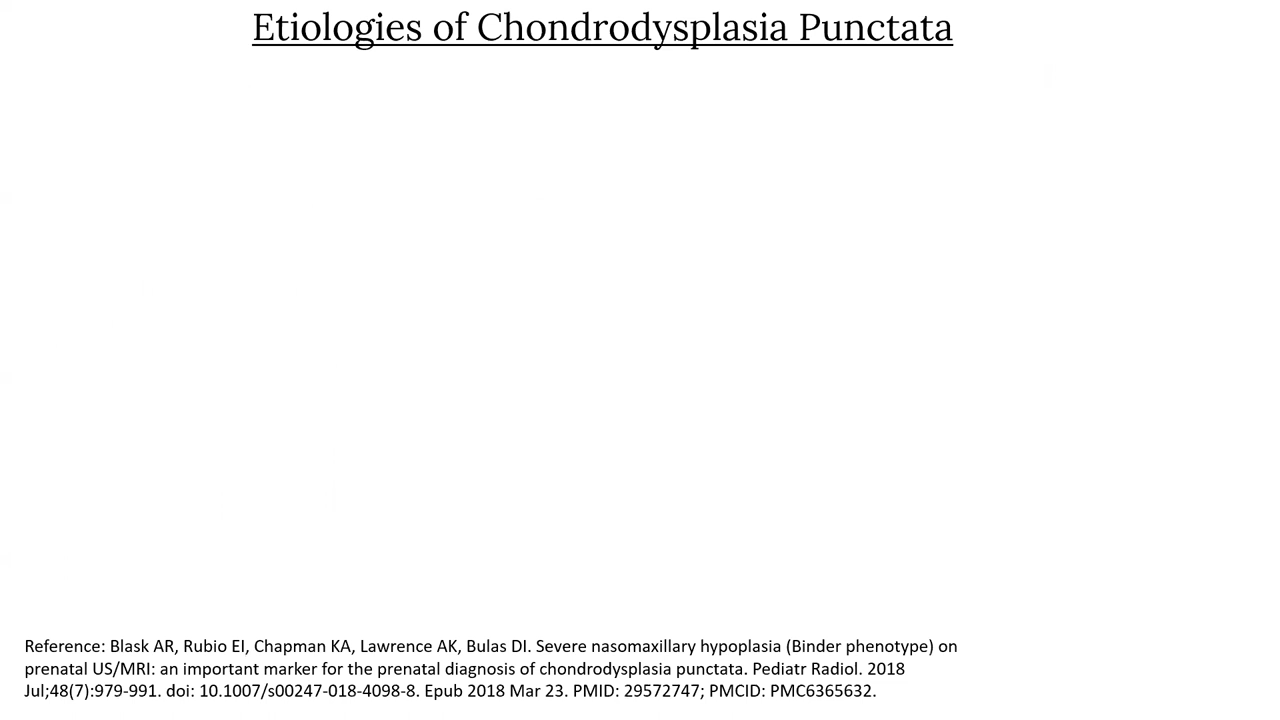 Etiologies of Chondrodysplasia Punctata
Reference: Blask AR, Rubio EI, Chapman KA, Lawrence AK, Bulas DI. Severe nasomaxillary hypoplasia (Binder phenotype) on
prenatal US/MRI: an important marker for the prenatal diagnosis of chondrodysplasia punctata. Pediatr Radiol. 2018
Jul;48(7):979-991. doi: 10.1007/s00247-018-4098-8. Epub 2018 Mar 23. PMID: 29572747; PMCID: PMC6365632.